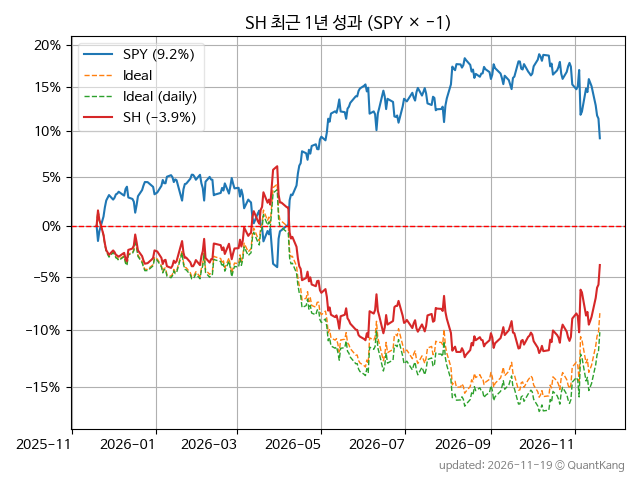 SH 최근 1년 성과 (SPY × −1)
SPY (9.2%)
Ideal
Ideal (daily)
SH (−3.9%)
20%
15%
10%
5%
0%
−5%
−10%
−15%
2025-11 2026-01 2026-03 2026-05 2026-07 2026-09 2026-11
updated: 2026-11-19 © QuantKang